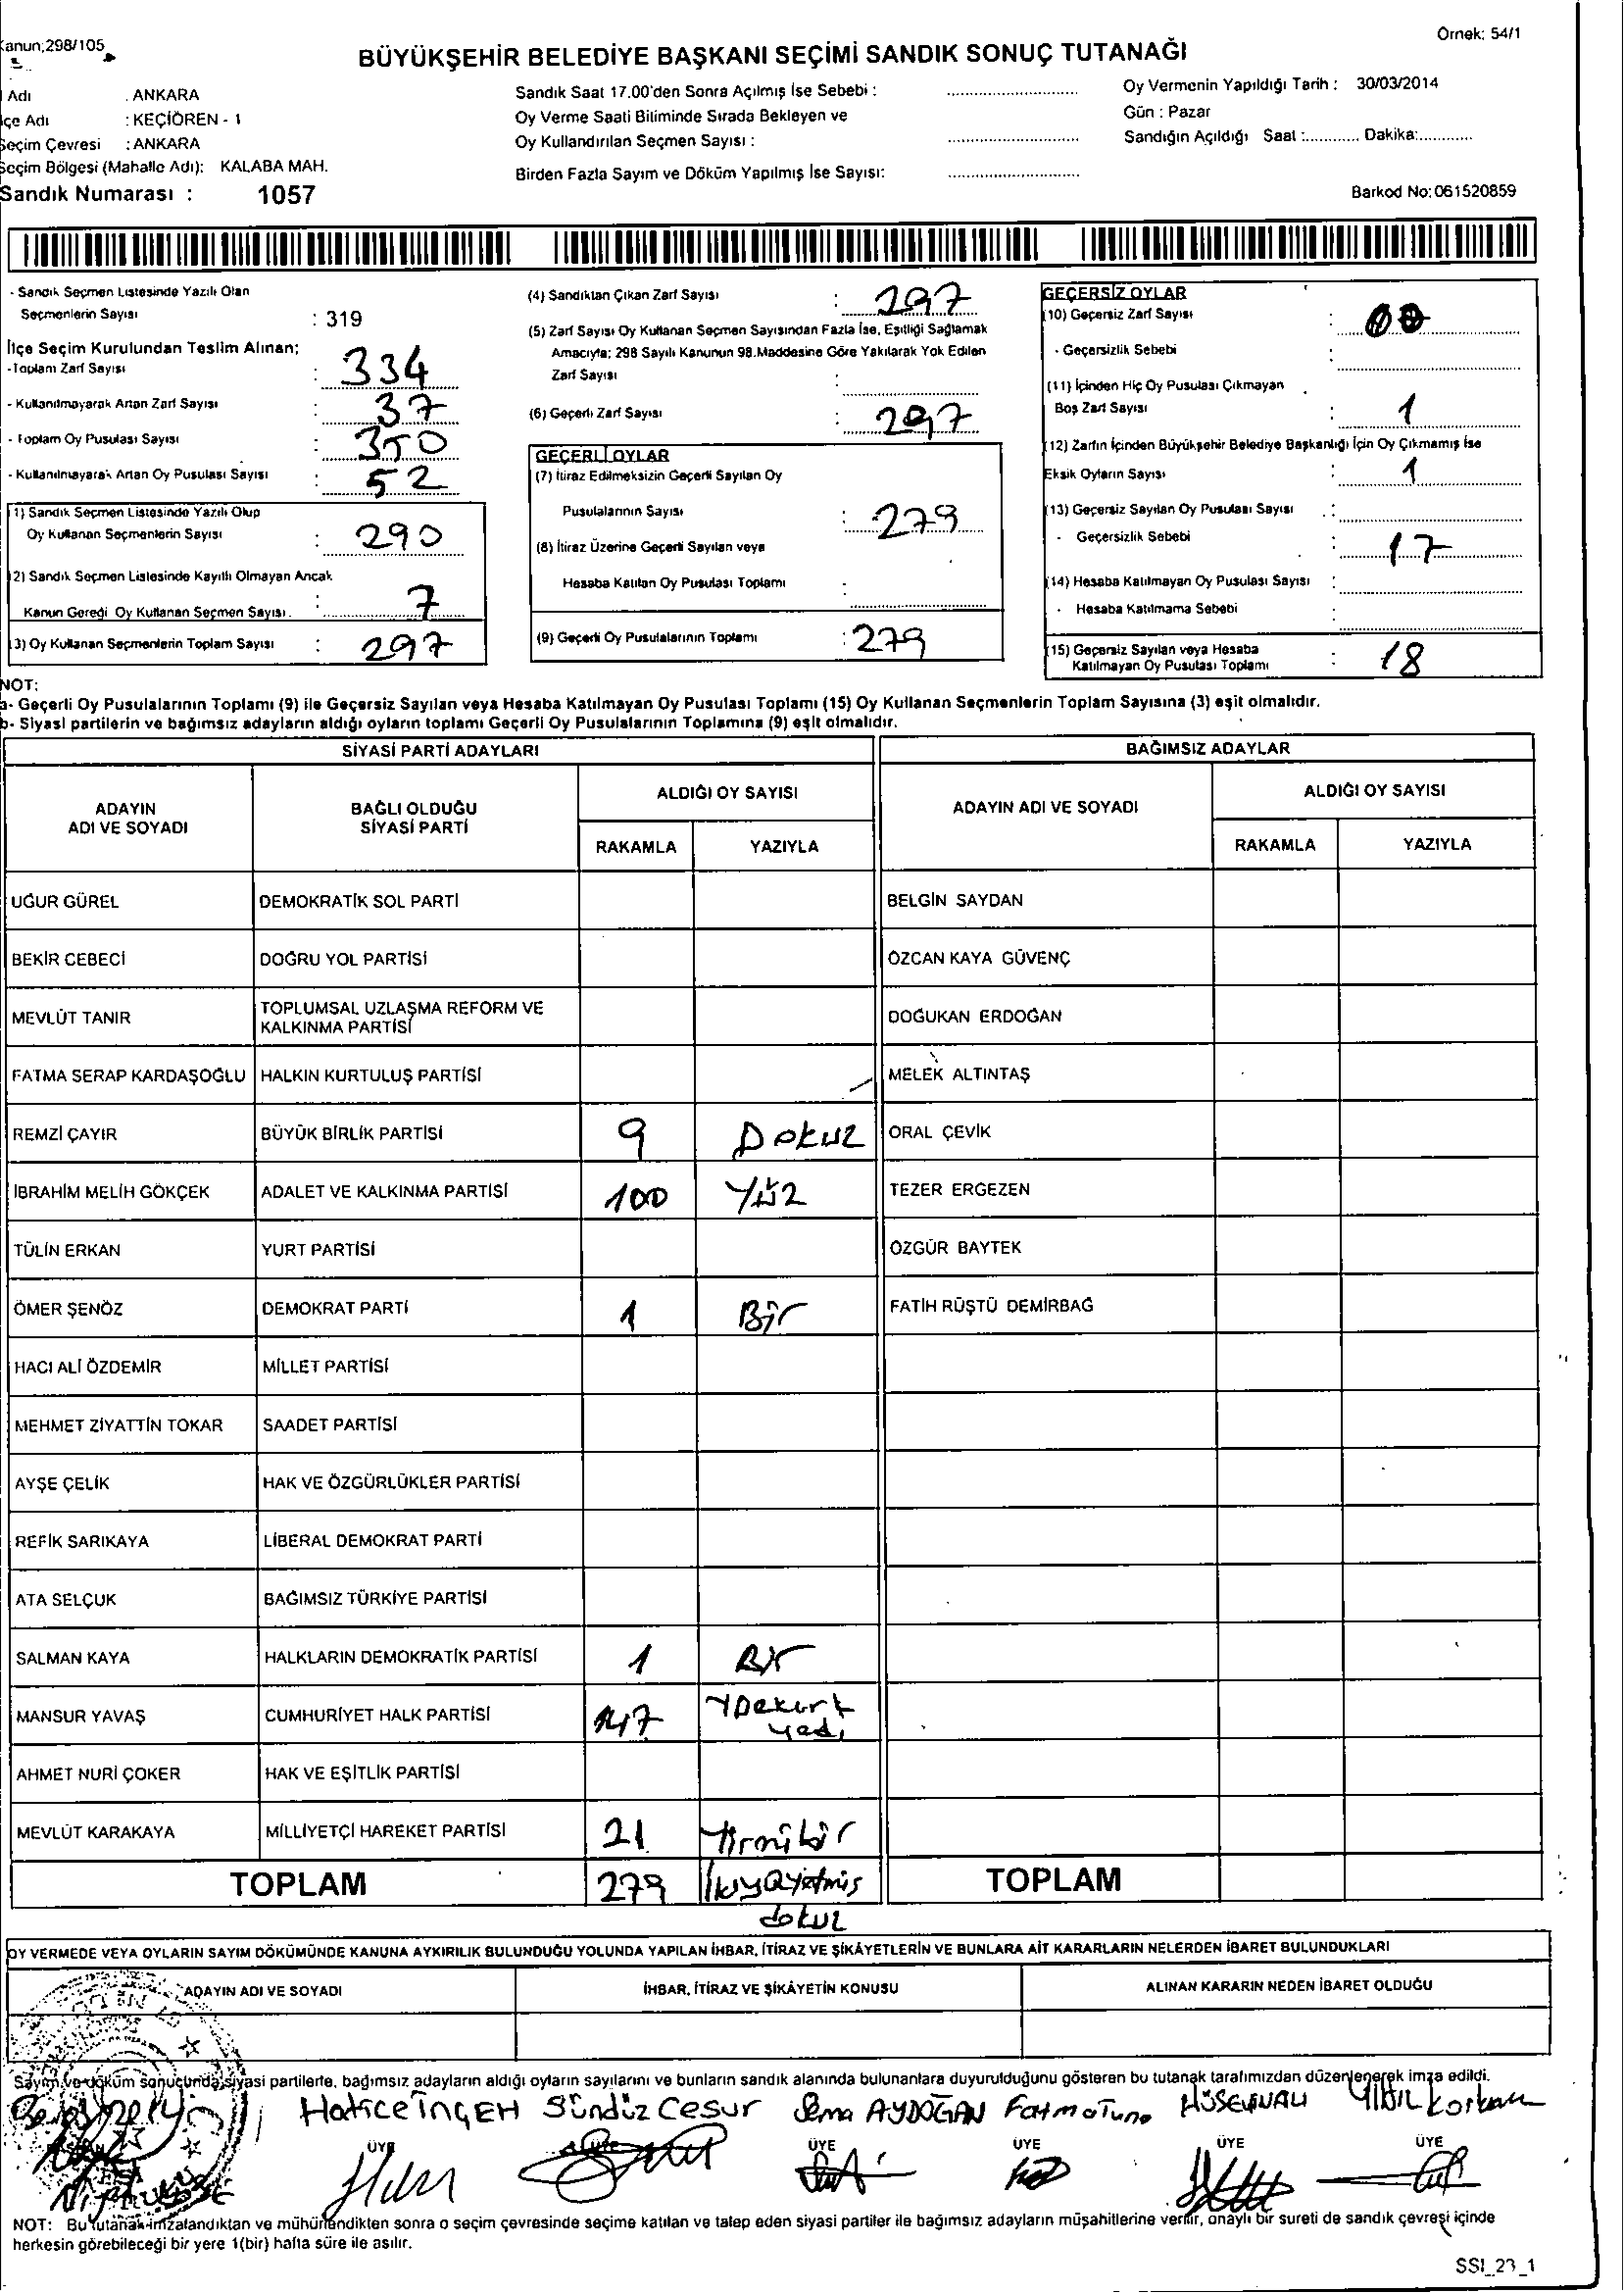 Kanun;298/105
Örnek: 54/1
BÜYÜKŞEHİR BELEDİYE BAŞKANI SEÇİMİ SANDIK SONUÇ TUTANAĞI
Adı : ANKARA
çe Adı : KEÇİÖREN - 1
Seçim Çevresi : ANKARA
Seçim Bölgesi (Mahalle Adı): KALABA MAH.
Sandık Numarası : 1057
Sandık Saat 17.00'den Sonra Açılmış İse Sebebi :
Oy Verme Saati Bitiminde Sırada Bekleyen ve
Oy Kullandırılan Seçmen Sayısı :
Birden Fazla Sayım ve Döküm Yapılmış İse Sayısı:
Oy Vermenin Yapıldığı Tarih : 30/03/2014
Gün : Pazar
Sandığın Açıldığı Saat :............ Dakika:...........
Barkod No: 061520859
- Sandık Seçmen Listesinde Yazılı Olan
Seçmenlerin Sayısı : 319
İlçe Seçim Kurulundan Teslim Alınan;
- Toplam Zarf Sayısı : 334
- Kullanılmayarak Artan Zarf Sayısı : 37
- Toplam Oy Pusulası Sayısı : 350
- Kullanılmayarak Artan Oy Pusulası Sayısı : 52
1) Sandık Seçmen Listesinde Yazılı Olup
Oy Kullanan Seçmenlerin Sayısı : 290
2) Sandık Seçmen Listesinde Kayıtlı Olmayan Ancak
Kanun Gereği Oy Kullanan Seçmen Sayısı : 7
3) Oy Kullanan Seçmenlerin Toplam Sayısı : 297
(4) Sandıktan Çıkan Zarf Sayısı : 297
(5) Zarf Sayısı Oy Kullanan Seçmen Sayısından Fazla İse, Eşitliği Sağlamak
Amacıyla; 298 Sayılı Kanunun 98.Maddesine Göre Yakılarak Yok Edilen
Zarf Sayısı :
(6) Geçerli Zarf Sayısı : 297
GEÇERLİ OYLAR
(7) İtiraz Edilmeksizin Geçerli Sayılan Oy
Pusulalarının Sayısı : 279
(8) İtiraz Üzerine Geçerli Sayılan veya
Hesaba Katılan Oy Pusulası Toplamı :
(9) Geçerli Oy Pusulalarının Toplamı : 279
GEÇERSİZ OYLAR
(10) Geçersiz Zarf Sayısı :
- Geçersizlik Sebebi :
(11) İçinden Hiç Oy Pusulası Çıkmayan
Boş Zarf Sayısı : 1
(12) Zarfın İçinden Büyükşehir Belediye Başkanlığı İçin Oy Çıkmamış İse
Eksik Oyların Sayısı : 1
(13) Geçersiz Sayılan Oy Pusulası Sayısı :
- Geçersizlik Sebebi : 17
(14) Hesaba Katılmayan Oy Pusulası Sayısı :
- Hesaba Katılmama Sebebi :
(15) Geçersiz Sayılan veya Hesaba
Katılmayan Oy Pusulası Toplamı : 18
NOT:
a- Geçerli Oy Pusulalarının Toplamı (9) ile Geçersiz Sayılan veya Hesaba Katılmayan Oy Pusulası Toplamı (15) Oy Kullanan Seçmenlerin Toplam Sayısına (3) eşit olmalıdır.
b- Siyasi partilerin ve bağımsız adayların aldığı oyların toplamı Geçerli Oy Pusulalarının Toplamına (9) eşit olmalıdır.
SİYASİ PARTİ ADAYLARI
ADAYIN ADI VE SOYADI
BAĞLI OLDUĞU SİYASİ PARTİ
ALDIĞI OY SAYISI
RAKAMLA YAZIYLA
BAĞIMSIZ ADAYLAR
ADAYIN ADI VE SOYADI
ALDIĞI OY SAYISI
RAKAMLA YAZIYLA
UĞUR GÜREL DEMOKRATİK SOL PARTİ BELGİN SAYDAN
BEKİR CEBECİ DOĞRU YOL PARTİSİ ÖZCAN KAYA GÜVENÇ
MEVLÜT TANIR TOPLUMSAL UZLAŞMA REFORM VE KALKINMA PARTİSİ DOĞUKAN ERDOĞAN
FATMA SERAP KARDAŞOĞLU HALKIN KURTULUŞ PARTİSİ MELEK ALTINTAŞ
REMZİ ÇAYIR BÜYÜK BİRLİK PARTİSİ 9 Dokuz ORAL ÇEVİK
İBRAHİM MELİH GÖKÇEK ADALET VE KALKINMA PARTİSİ 100 Yüz TEZER ERGEZEN
TÜLİN ERKAN YURT PARTİSİ ÖZGÜR BAYTEK
ÖMER ŞENÖZ DEMOKRAT PARTİ 1 Bir FATİH RÜŞTÜ DEMİRBAĞ
HACI ALİ ÖZDEMİR MİLLET PARTİSİ
MEHMET ZİYATTİN TOKAR SAADET PARTİSİ
AYŞE ÇELİK HAK VE ÖZGÜRLÜKLER PARTİSİ
REFİK SARIKAYA LİBERAL DEMOKRAT PARTİ
ATA SELÇUK BAĞIMSIZ TÜRKİYE PARTİSİ
SALMAN KAYA HALKLARIN DEMOKRATİK PARTİSİ 1 Bir
MANSUR YAVAŞ CUMHURİYET HALK PARTİSİ 147 yedi
AHMET NURİ ÇOKER HAK VE EŞİTLİK PARTİSİ
MEVLÜT KARAKAYA MİLLİYETÇİ HAREKET PARTİSİ 21 Yirmi bir
TOPLAM 279 İkiyüzyetmiş dokuz TOPLAM
OY VERMEDE VEYA OYLARIN SAYIM DÖKÜMÜNDE KANUNA AYKIRILIK BULUNDUĞU YOLUNDA YAPILAN İHBAR, İTİRAZ VE ŞİKÂYETLERİN VE BUNLARA AİT KARARLARIN NELERDEN İBARET BULUNDUKLARI
ADAYIN ADI VE SOYADI İHBAR, İTİRAZ VE ŞİKÂYETİN KONUSU ALINAN KARARIN NEDEN İBARET OLDUĞU
Sayım ve döküm sonucunda siyasi partilerle, bağımsız adayların aldığı oyların sayılarını ve bunların sandık alanında bulunanlara duyurulduğunu gösteren bu tutanak tarafımızdan düzenlenerek imza edildi.
Hatice İNGEH Sündüz Cesur Sema AYDOĞAN Fatma Tuna HÜSEYİN ALİ YILDIZ korkan
ÜYE ÜYE ÜYE ÜYE ÜYE ÜYE
NOT: Bu tutanak imzalandıktan ve mühürlendikten sonra o seçim çevresinde seçime katılan ve talep eden siyasi partiler ile bağımsız adayların müşahitlerine verilir, onaylı bir sureti de sandık çevresi içinde
herkesin görebileceği bir yere 1(bir) hafta süre ile asılır.
SSI_23_1